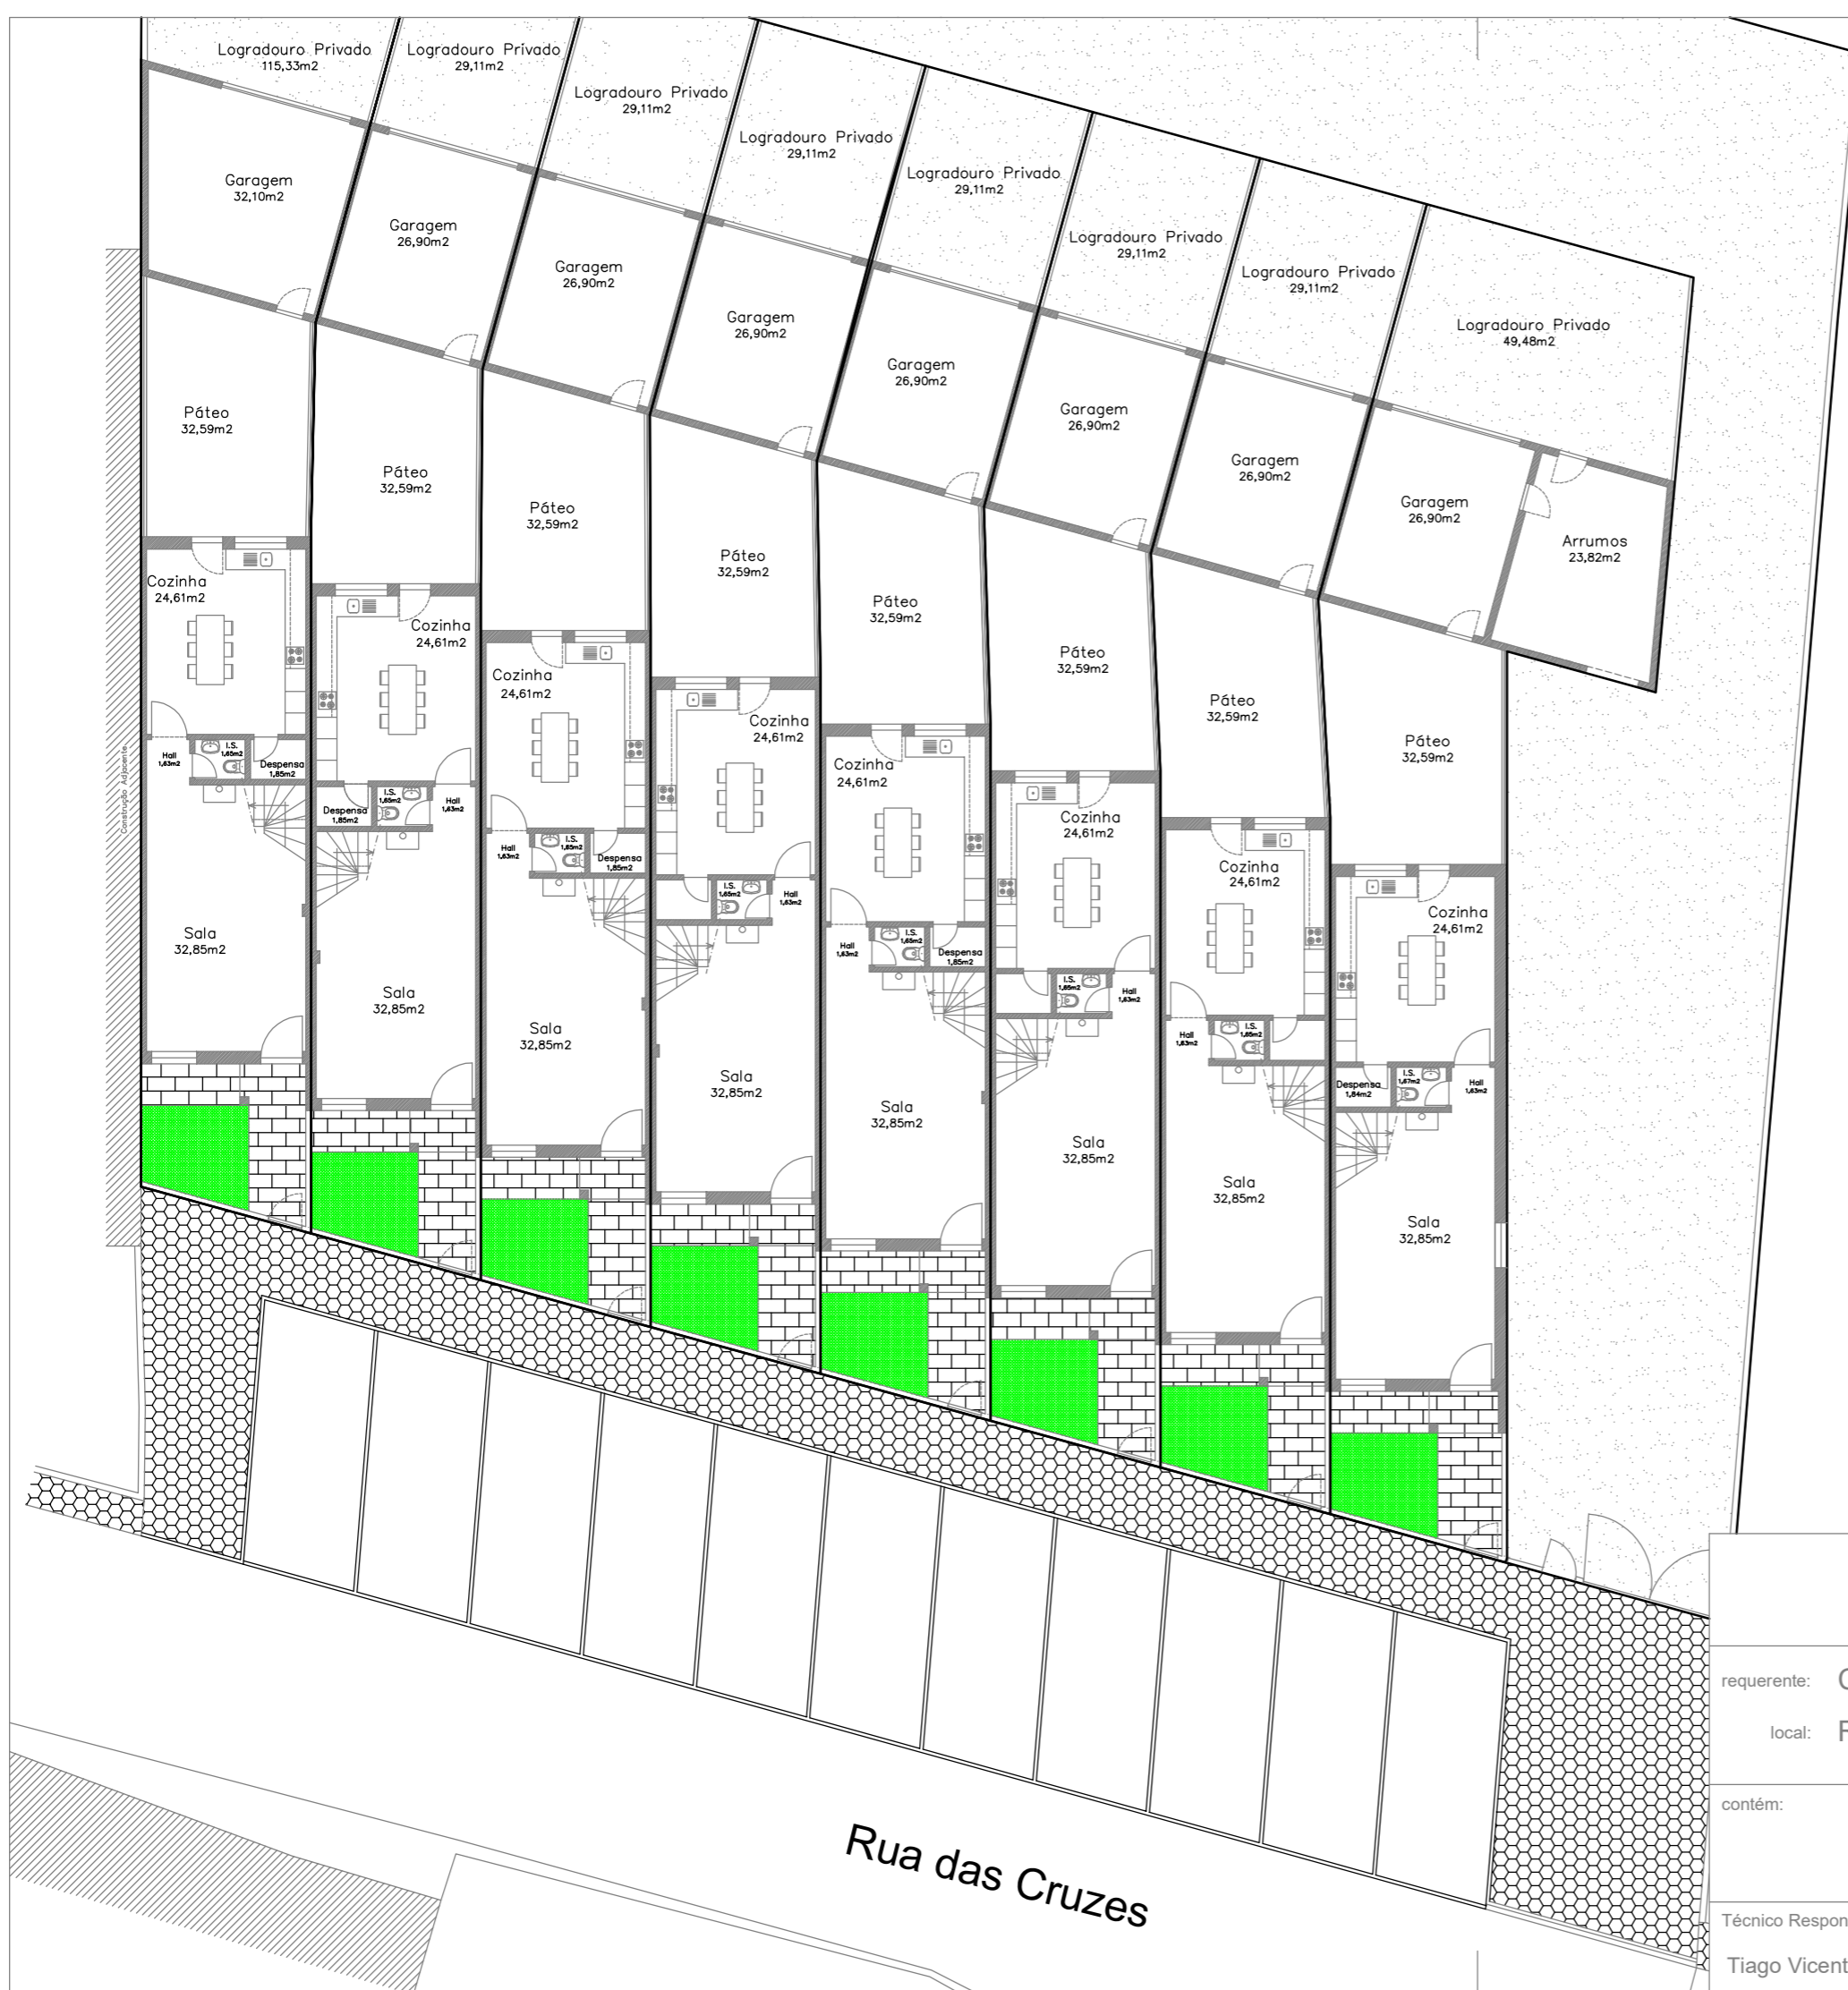 Logradouro Privado
115,33m2
Logradouro Privado
29,11m2
Logradouro Privado
29,11m2
Logradouro Privado
29,11m2
Logradouro Privado
29,11m2
Logradouro Privado
29,11m2
Logradouro Privado
29,11m2
Logradouro Privado
49,48m2
Garagem
32,10m2
Garagem
26,90m2
Garagem
26,90m2
Garagem
26,90m2
Garagem
26,90m2
Garagem
26,90m2
Garagem
26,90m2
Garagem
26,90m2
Arrumos
23,82m2
Páteo
32,59m2
Páteo
32,59m2
Páteo
32,59m2
Páteo
32,59m2
Páteo
32,59m2
Páteo
32,59m2
Páteo
32,59m2
Páteo
32,59m2
Construção Adjacente
Cozinha
24,61m2
Hall
1,63m2
I.S.
1,65m2
Despensa
1,85m2
Sala
32,85m2
Cozinha
24,61m2
Despensa
1,85m2
I.S.
1,65m2
Hall
1,63m2
Sala
32,85m2
Cozinha
24,61m2
Hall
1,63m2
I.S.
1,65m2
Despensa
1,85m2
Sala
32,85m2
Cozinha
24,61m2
I.S.
1,65m2
Hall
1,63m2
Sala
32,85m2
Cozinha
24,61m2
Hall
1,63m2
I.S.
1,65m2
Despensa
1,85m2
Sala
32,85m2
Cozinha
24,61m2
I.S.
1,65m2
Hall
1,63m2
Sala
32,85m2
Cozinha
24,61m2
Hall
1,63m2
I.S.
1,65m2
Sala
32,85m2
Cozinha
24,61m2
Despensa
1,84m2
I.S.
1,67m2
Hall
1,63m2
Sala
32,85m2
Rua das Cruzes
requerente:
local:
contém:
Técnico Respon
Tiago Vicent